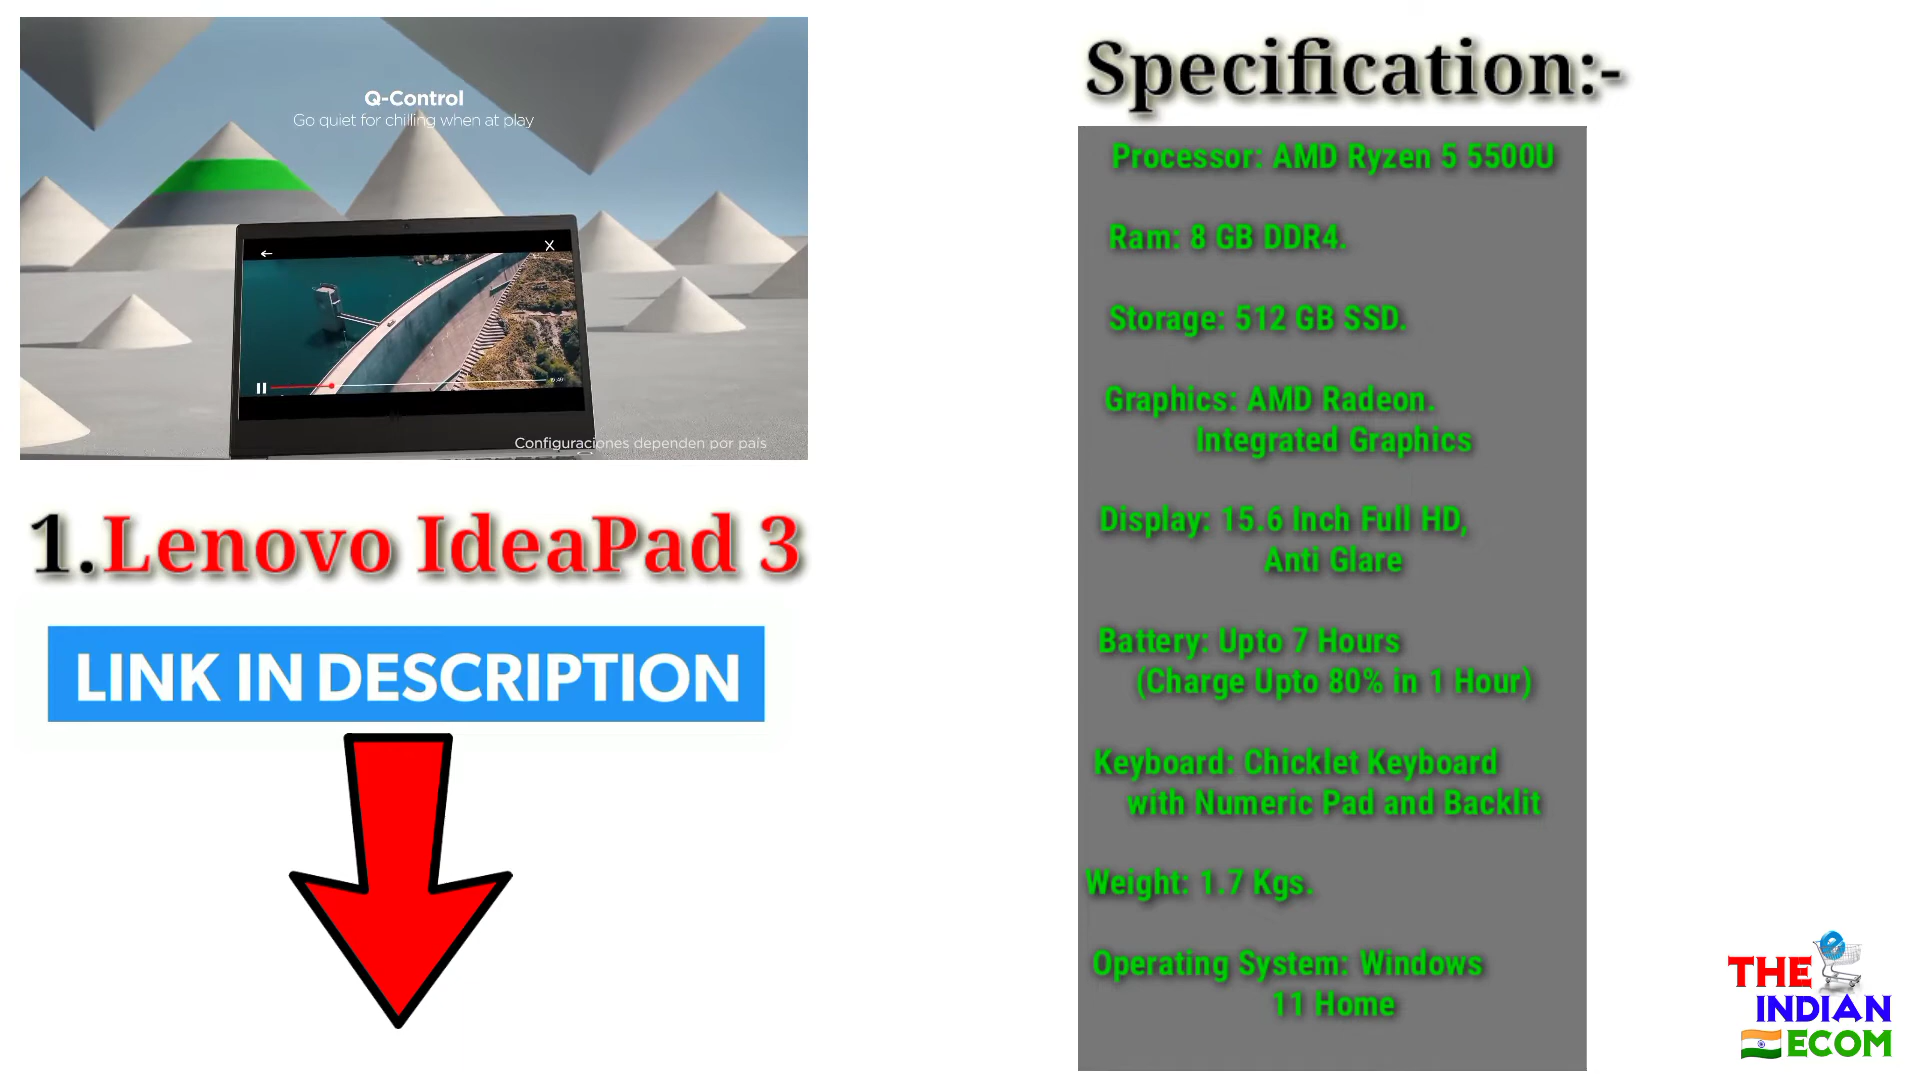 Q-Control
Go quiet for chilling when at play
Configuraciones dependen por país
1.Lenovo IdeaPad 3
LINK IN DESCRIPTION
Specification:-
Processor: AMD Ryzen 5 5500U
Ram: 8 GB DDR4.
Storage: 512 GB SSD.
Graphics: AMD Radeon.
Integrated Graphics
Display: 15.6 Inch Full HD,
Anti Glare
Battery: Upto 7 Hours
(Charge Upto 80% in 1 Hour)
Keyboard: Chicklet Keyboard
with Numeric Pad and Backlit
Weight: 1.7 Kgs.
Operating System: Windows
11 Home
THE
INDIAN
ECOM